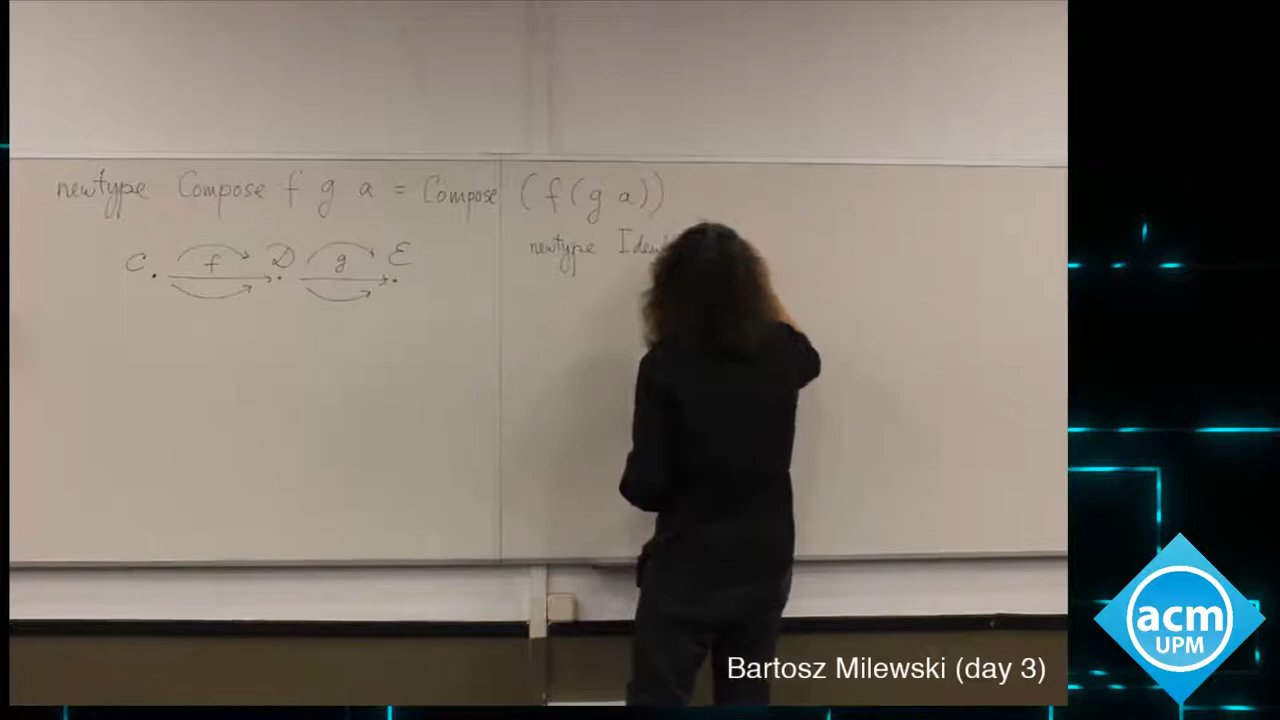 newtype Compose f g a = Compose (f (g a))
newtype
C f D g E
acm
UPM
Bartosz Milewski (day 3)